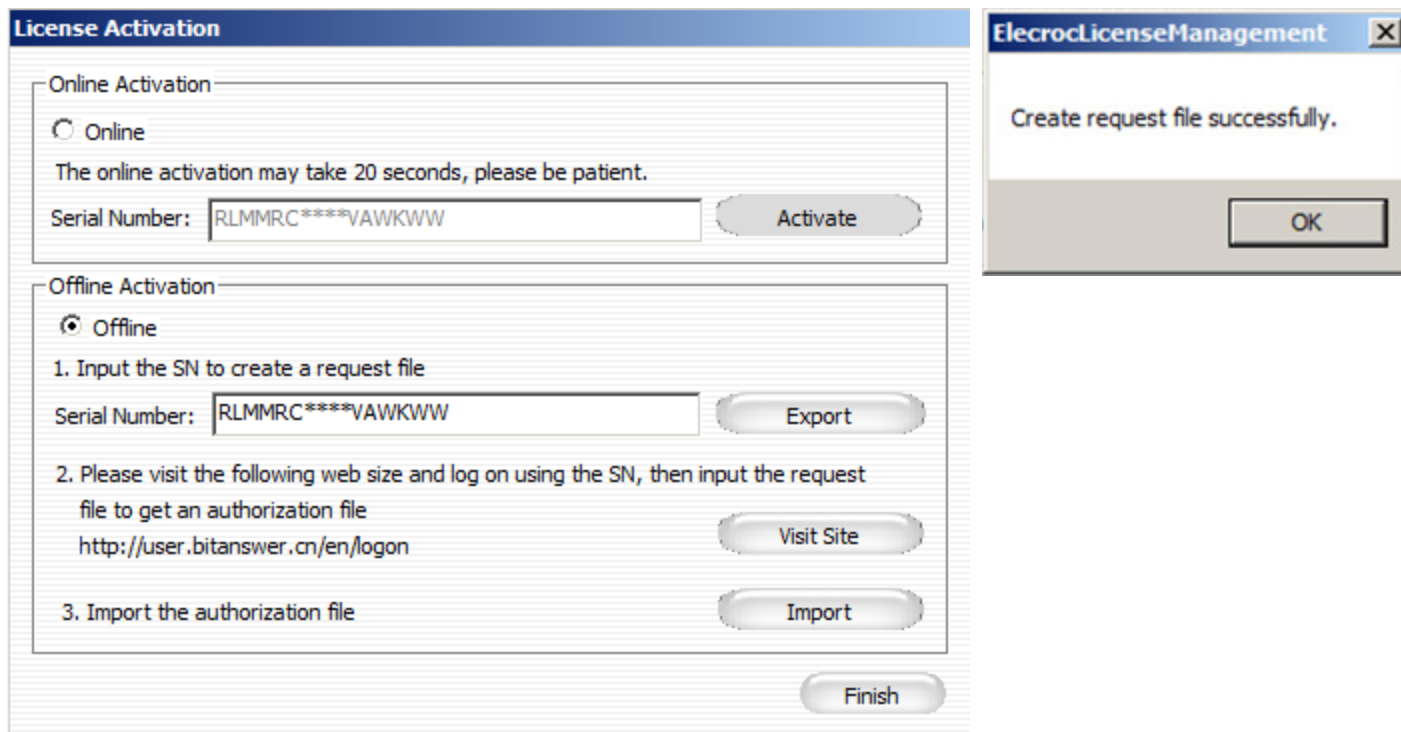 License Activation
Online Activation
Online
The online activation may take 20 seconds, please be patient.
Serial Number: RLMMRC****VAWKWW Activate
Offline Activation
Offline
1. Input the SN to create a request file
Serial Number: RLMMRC****VAWKWW Export
2. Please visit the following web size and log on using the SN, then input the request
file to get an authorization file
http://user.bitanswer.cn/en/logon
Visit Site
3. Import the authorization file Import
Finish
ElecrocLicenseManagement
Create request file successfully.
OK